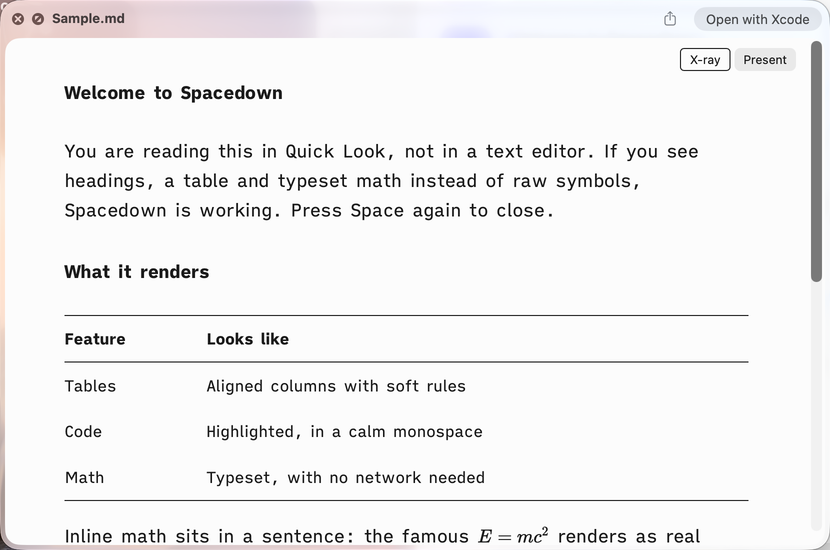 Sample.md
Open with Xcode
X-ray
Present
Welcome to Spacedown
You are reading this in Quick Look, not in a text editor. If you see
headings, a table and typeset math instead of raw symbols,
Spacedown is working. Press Space again to close.
What it renders
Feature Looks like
Tables Aligned columns with soft rules
Code Highlighted, in a calm monospace
Math Typeset, with no network needed
Inline math sits in a sentence: the famous E = mc² renders as real